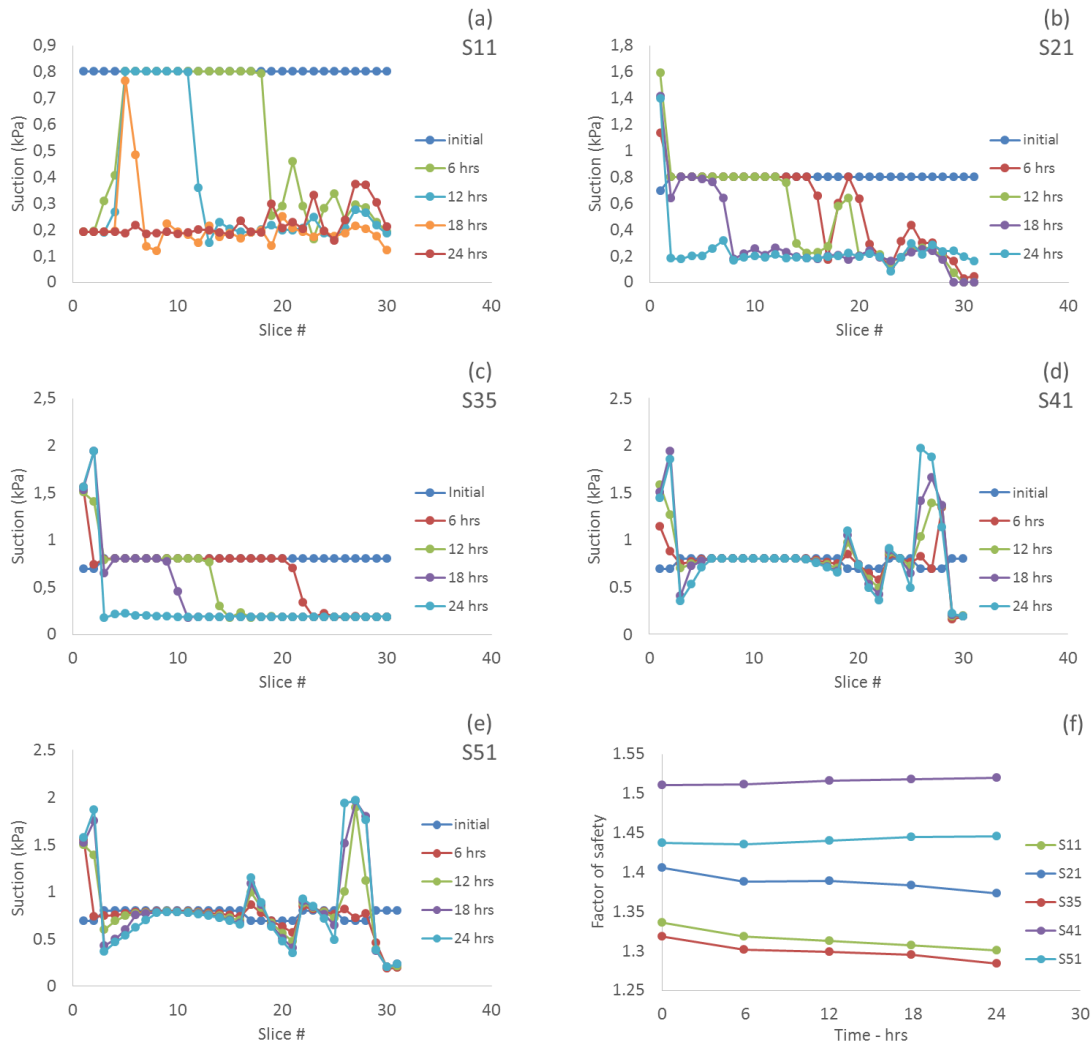 (a)
S11
0,9
0,8
0,7
0,6
0,5
0,4
0,3
0,2
0,1
0
Suction (kPa)
0 10 20 30 40
Slice #
initial
6 hrs
12 hrs
18 hrs
24 hrs
(b)
S21
1,8
1,6
1,4
1,2
1
0,8
0,6
0,4
0,2
0
Suction (kPa)
0 10 20 30 40
Slice #
initial
6 hrs
12 hrs
18 hrs
24 hrs
(c)
S35
2.5
2
1.5
1
0.5
0
Suction (kPa)
0 10 20 30 40
Slice #
Initial
6 hrs
12 hrs
18 hrs
24 hrs
(d)
S41
2.5
2
1.5
1
0.5
0
Suction (kPa)
0 10 20 30 40
Slice #
initial
6 hrs
12 hrs
18 hrs
24 hrs
(e)
S51
2.5
2
1.5
1
0.5
0
Suction (kPa)
0 10 20 30 40
Slice #
initial
6 hrs
12 hrs
18 hrs
24 hrs
(f)
1.55
1.5
1.45
1.4
1.35
1.3
1.25
Factor of safety
0 6 12 18 24 30
Time - hrs
S11
S21
S35
S41
S51